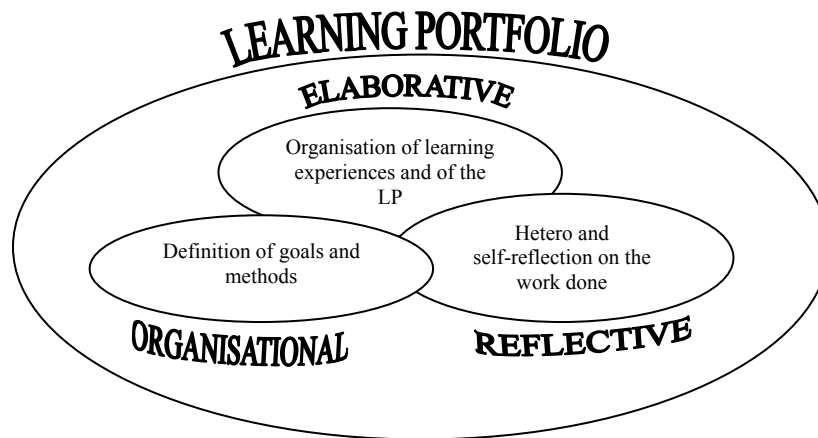 LEARNING PORTFOLIO
ELABORATIVE
Organisation of learning
experiences and of the
LP
Definition of goals and
methods
Hetero and
self-reflection on the
work done
ORGANISATIONAL
REFLECTIVE